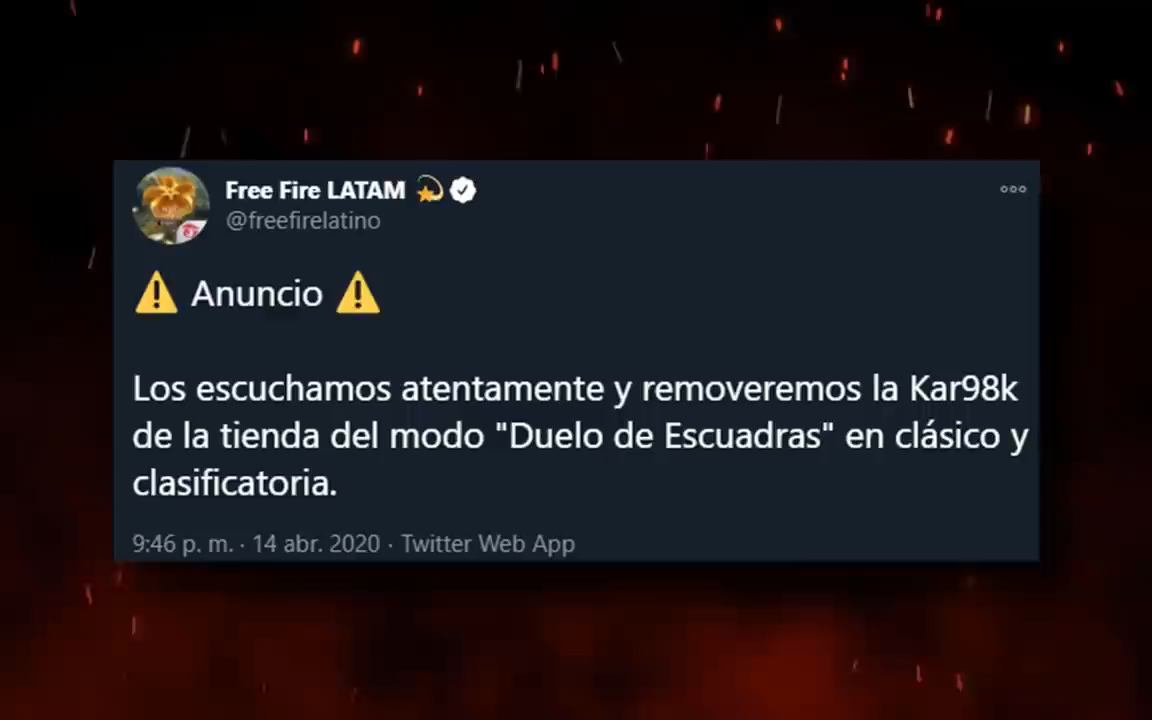 Free Fire LATAM
@freefirelatino
⚠️ Anuncio ⚠️
Los escuchamos atentamente y removeremos la Kar98k
de la tienda del modo "Duelo de Escuadras" en clásico y
clasificatoria.
9:46 p. m. · 14 abr. 2020 · Twitter Web App